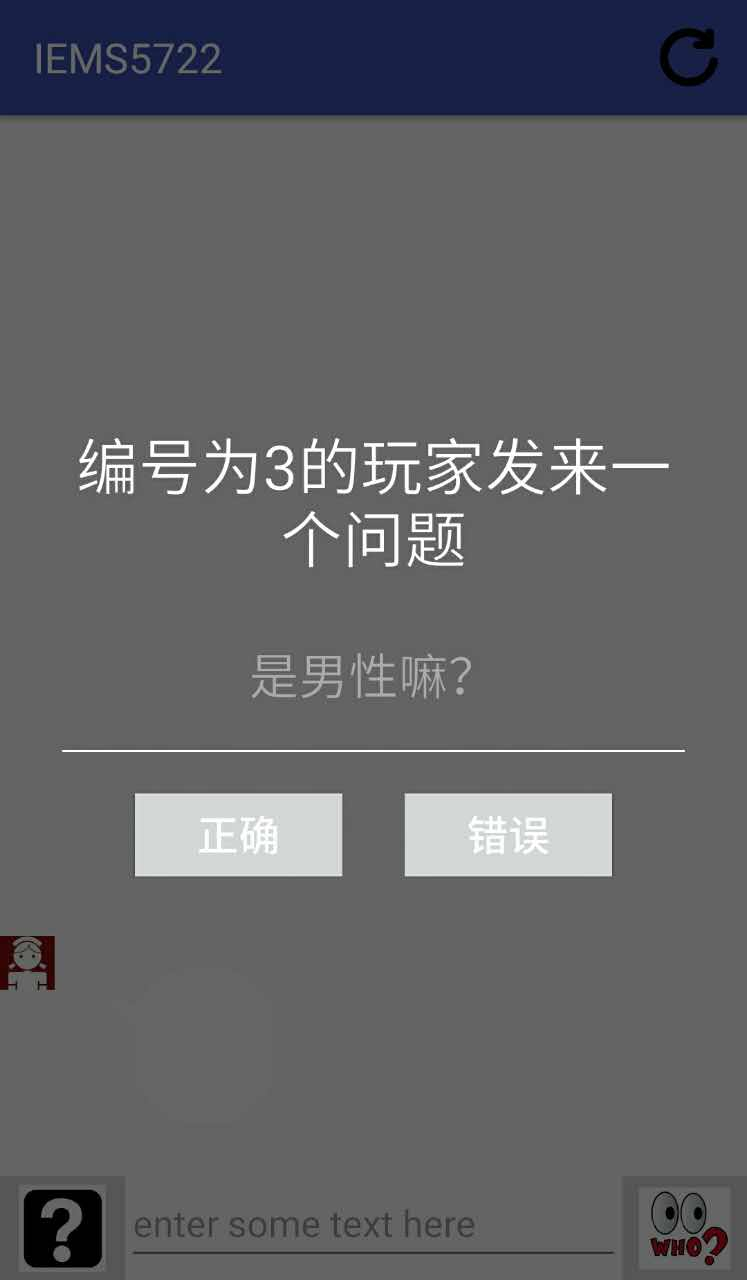 IEMS5722
编号为3的玩家发来一
个问题
是男性嘛？
正确
错误
?
enter some text here
WHO?